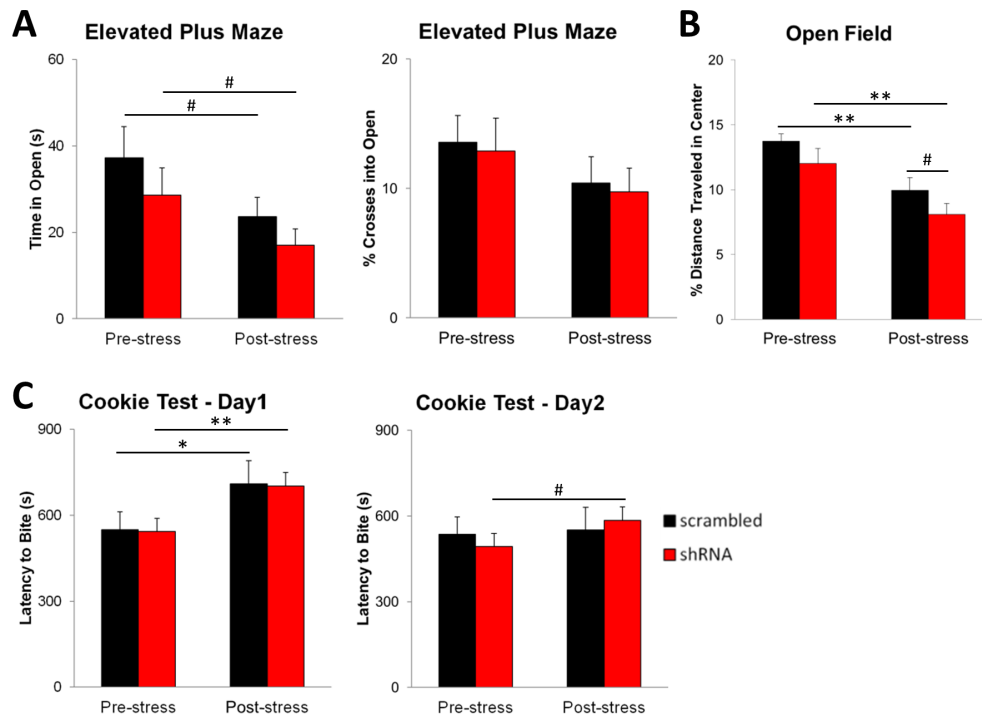 A
Elevated Plus Maze
Time in Open (s)
60
40
20
0
#
#
Pre-stress
Post-stress
Elevated Plus Maze
% Crosses into Open
20
10
0
Pre-stress
Post-stress
B
Open Field
% Distance Traveled in Center
20
15
10
5
0
**
**
#
Pre-stress
Post-stress
C
Cookie Test - Day1
Latency to Bite (s)
900
600
300
0
**
*
Pre-stress
Post-stress
Cookie Test - Day2
Latency to Bite (s)
900
600
300
0
#
Pre-stress
Post-stress
scrambled
shRNA